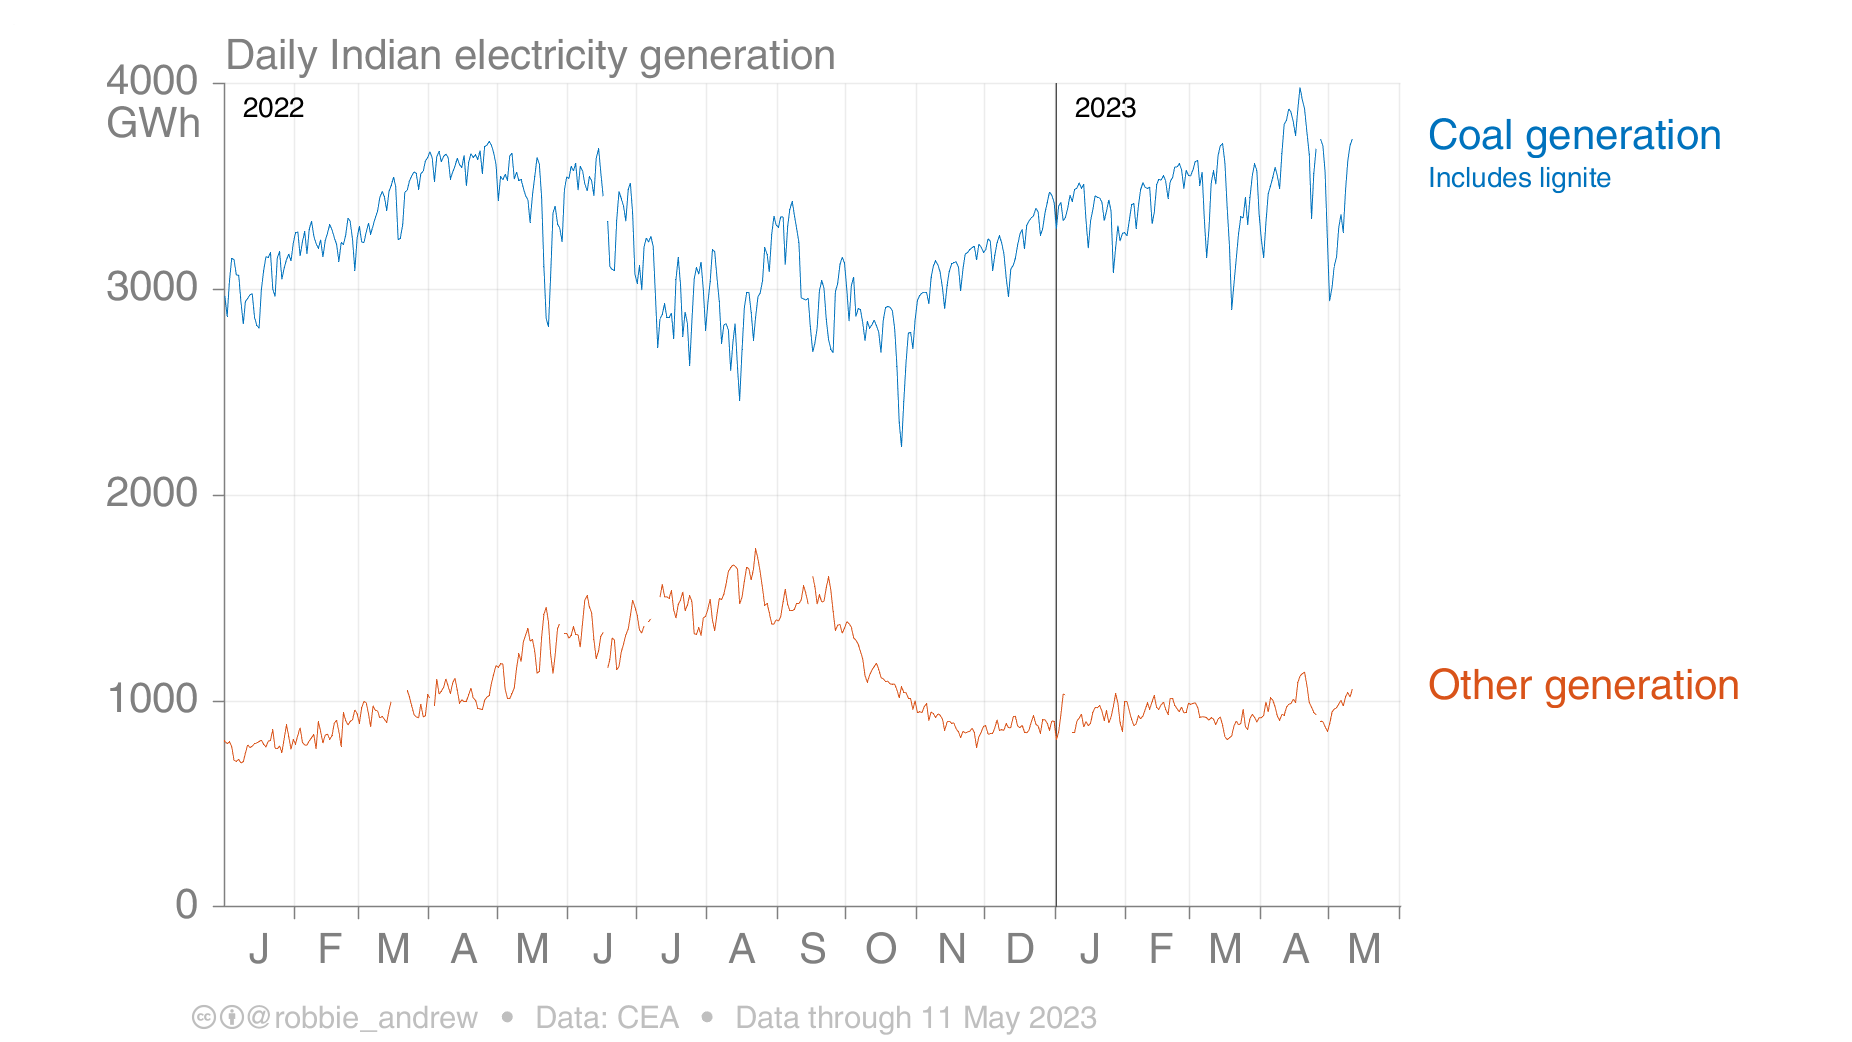 Daily Indian electricity generation
4000
GWh
2022
2023
Coal generation
Includes lignite
3000
2000
1000
Other generation
0
J F M A M J J A S O N D J F M A M
cc @robbie_andrew • Data: CEA • Data through 11 May 2023